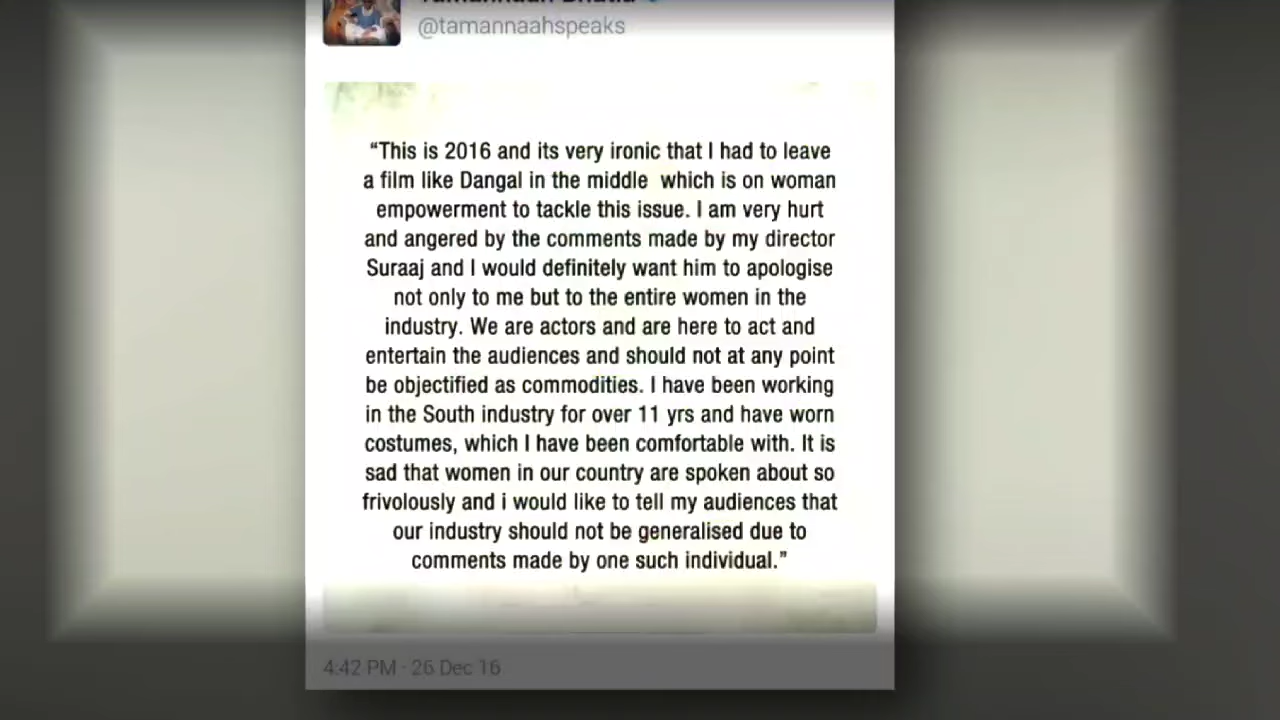 @tamannaahspeaks
“This is 2016 and its very ironic that I had to leave
a film like Dangal in the middle which is on woman
empowerment to tackle this issue. I am very hurt
and angered by the comments made by my director
Suraaj and I would definitely want him to apologise
not only to me but to the entire women in the
industry. We are actors and are here to act and
entertain the audiences and should not at any point
be objectified as commodities. I have been working
in the South industry for over 11 yrs and have worn
costumes, which I have been comfortable with. It is
sad that women in our country are spoken about so
frivolously and i would like to tell my audiences that
our industry should not be generalised due to
comments made by one such individual.”
4:42 PM · 26 Dec 16